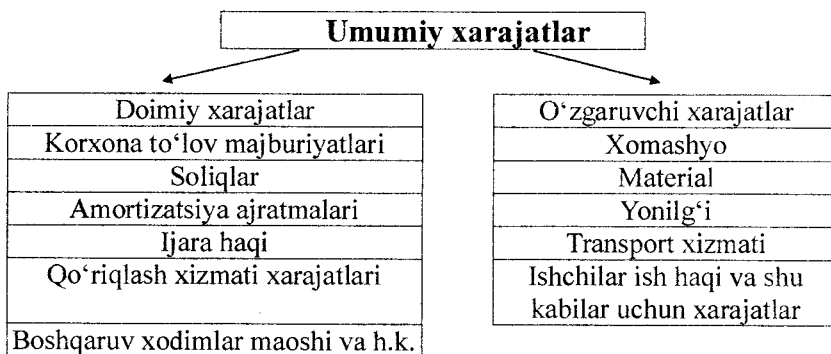 Umumiy xarajatlar
Doimiy xarajatlar
Korxona to‘lov majburiyatlari
Soliqlar
Amortizatsiya ajratmalari
Ijara haqi
Qo‘riqlash xizmati xarajatlari
Boshqaruv xodimlar maoshi va h.k.
O‘zgaruvchi xarajatlar
Xomashyo
Material
Yonilg‘i
Transport xizmati
Ishchilar ish haqi va shu
kabilar uchun xarajatlar